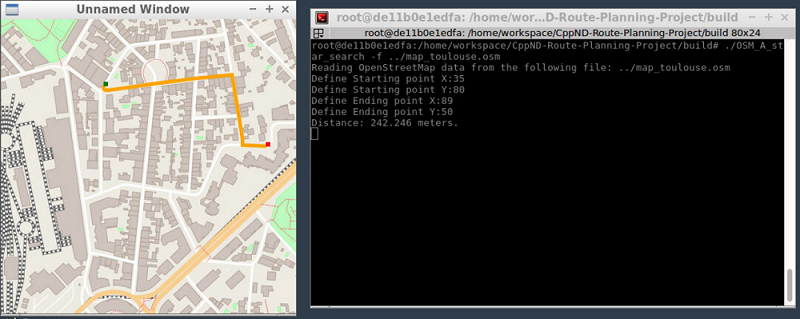 Unnamed Window
root@de11b0e1edfa: /home/wor...D-Route-Planning-Project/build
root@de11b0e1edfa: /home/workspace/CppND-Route-Planning-Project/build 80x24
root@de11b0e1edfa:/home/workspace/CppND-Route-Planning-Project/build# ./OSM_A_st
ar_search -f ../map_toulouse.osm
Reading OpenStreetMap data from the following file: ../map_toulouse.osm
Define Starting point X:35
Define Starting point Y:80
Define Ending point X:89
Define Ending point Y:50
Distance: 242.246 meters.